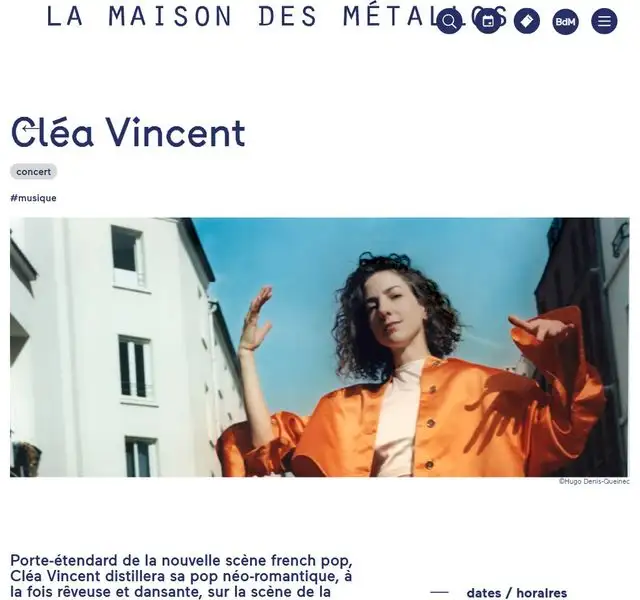 LA MAISON DES MÉTALLOS
BdM
Cléa Vincent
concert
#musique
©Hugo Denis-Queinec
Porte-étendard de la nouvelle scène french pop,
Cléa Vincent distillera sa pop néo-romantique, à
la fois rêveuse et dansante, sur la scène de la
dates / horaires